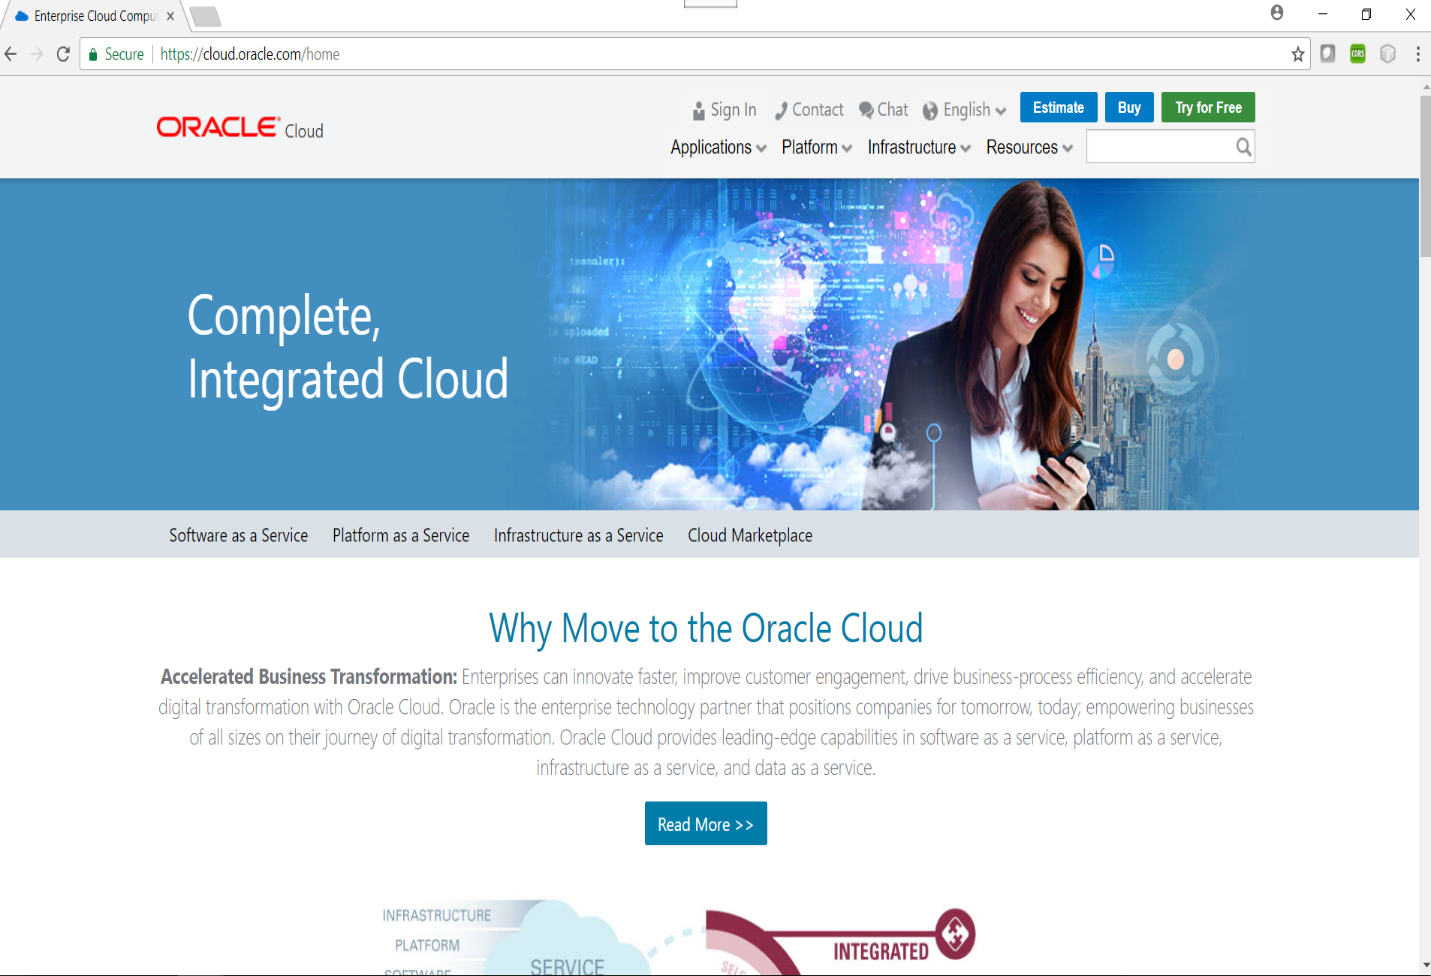 Enterprise Cloud Compu
Secure
https://cloud.oracle.com/home
CORS
Sign In
Contact
Chat
English
Estimate
Buy
Try for Free
ORACLE® Cloud
Applications
Platform
Infrastructure
Resources
Complete,
Integrated Cloud
uploaded
the HEAD
Software as a Service
Platform as a Service
Infrastructure as a Service
Cloud Marketplace
Why Move to the Oracle Cloud
Accelerated Business Transformation: Enterprises can innovate faster, improve customer engagement, drive business-process efficiency, and accelerate
digital transformation with Oracle Cloud. Oracle is the enterprise technology partner that positions companies for tomorrow, today; empowering businesses
of all sizes on their journey of digital transformation. Oracle Cloud provides leading-edge capabilities in software as a service, platform as a service,
infrastructure as a service, and data as a service.
Read More >>
INFRASTRUCTURE
PLATFORM
SOFTWARE
SERVICE
SELF
INTEGRATED